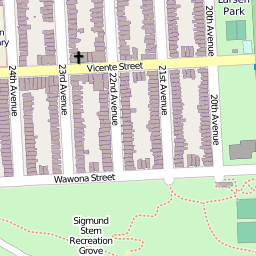 Larsen
Park
20th Avenue
Vicente Street
24th Avenue
23rd Avenue
22nd Avenue
21st Avenue
20th Avenue
Wawona Street
Sigmund
Stern
Recreation
Grove